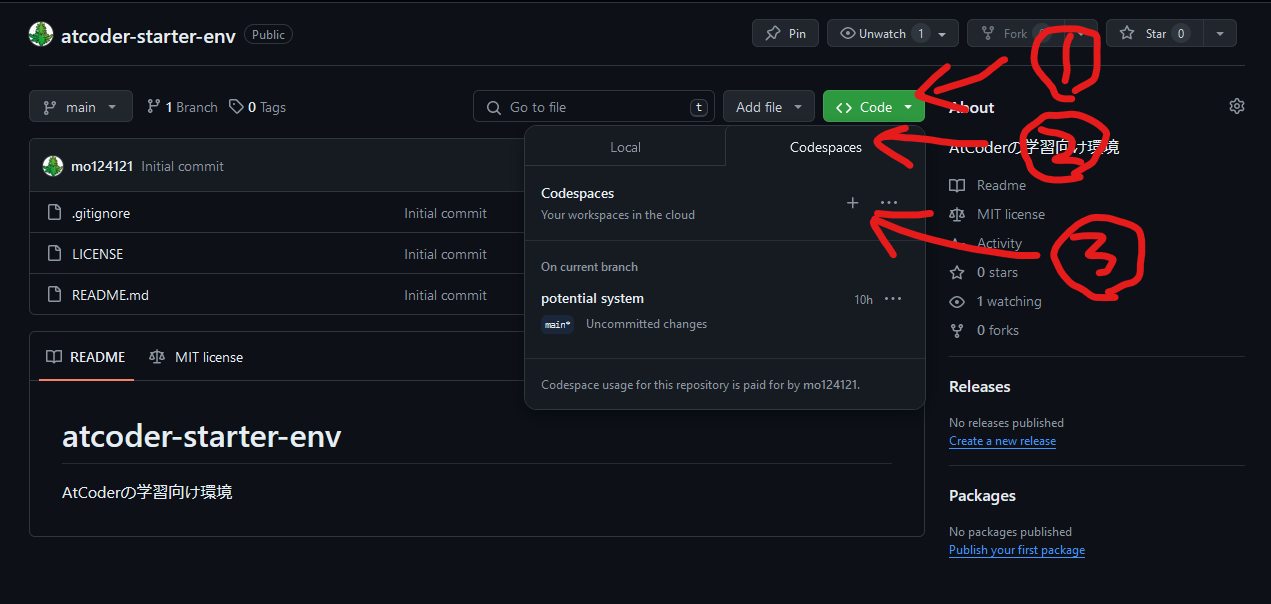 atcoder-starter-env Public Pin Unwatch 1 Fork Star 0
main 1 Branch 0 Tags Go to file t Add file Code
1
About
Local Codespaces
2
AtCoderの学習向け環境
mo124121 Initial commit
Codespaces
Your workspaces in the cloud
Readme
.gitignore Initial commit
MIT license
Activity
3
LICENSE Initial commit
On current branch
0 stars
README.md Initial commit
potential system 10h
1 watching
main* Uncommitted changes
0 forks
README MIT license
Codespace usage for this repository is paid for by mo124121.
Releases
No releases published
Create a new release
atcoder-starter-env
AtCoderの学習向け環境
Packages
No packages published
Publish your first package